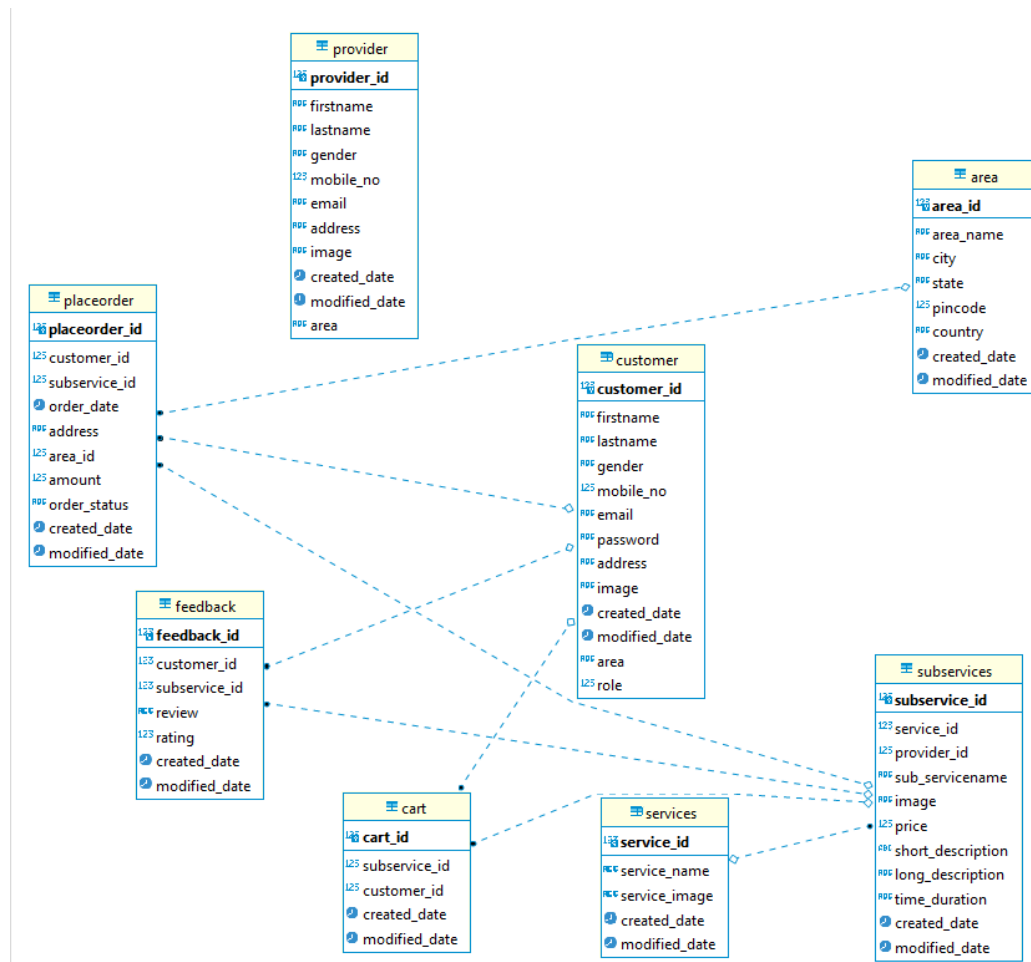 provider
provider_id
firstname
lastname
gender
mobile_no
email
address
image
created_date
modified_date
area
area
area_id
area_name
city
state
pincode
country
created_date
modified_date
placeorder
placeorder_id
customer_id
subservice_id
order_date
address
area_id
amount
order_status
created_date
modified_date
customer
customer_id
firstname
lastname
gender
mobile_no
email
password
address
image
created_date
modified_date
area
role
feedback
feedback_id
customer_id
subservice_id
review
rating
created_date
modified_date
subservices
subservice_id
service_id
provider_id
sub_servicename
image
price
short_description
long_description
time_duration
created_date
modified_date
cart
cart_id
subservice_id
customer_id
created_date
modified_date
services
service_id
service_name
service_image
created_date
modified_date